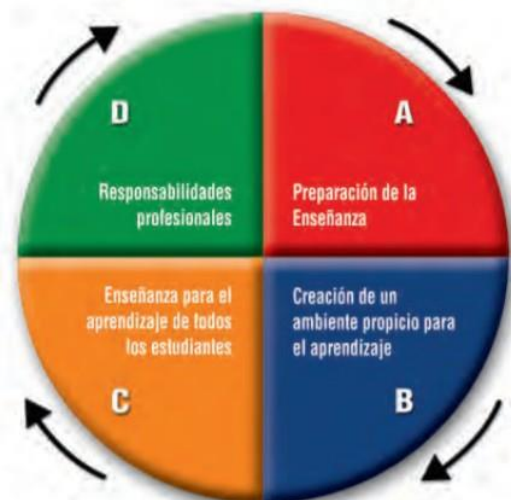 D
Responsabilidades
profesionales
A
Preparación de la
Enseñanza
Enseñanza para el
aprendizaje de todos
los estudiantes
C
Creación de un
ambiente propicio para
el aprendizaje
B